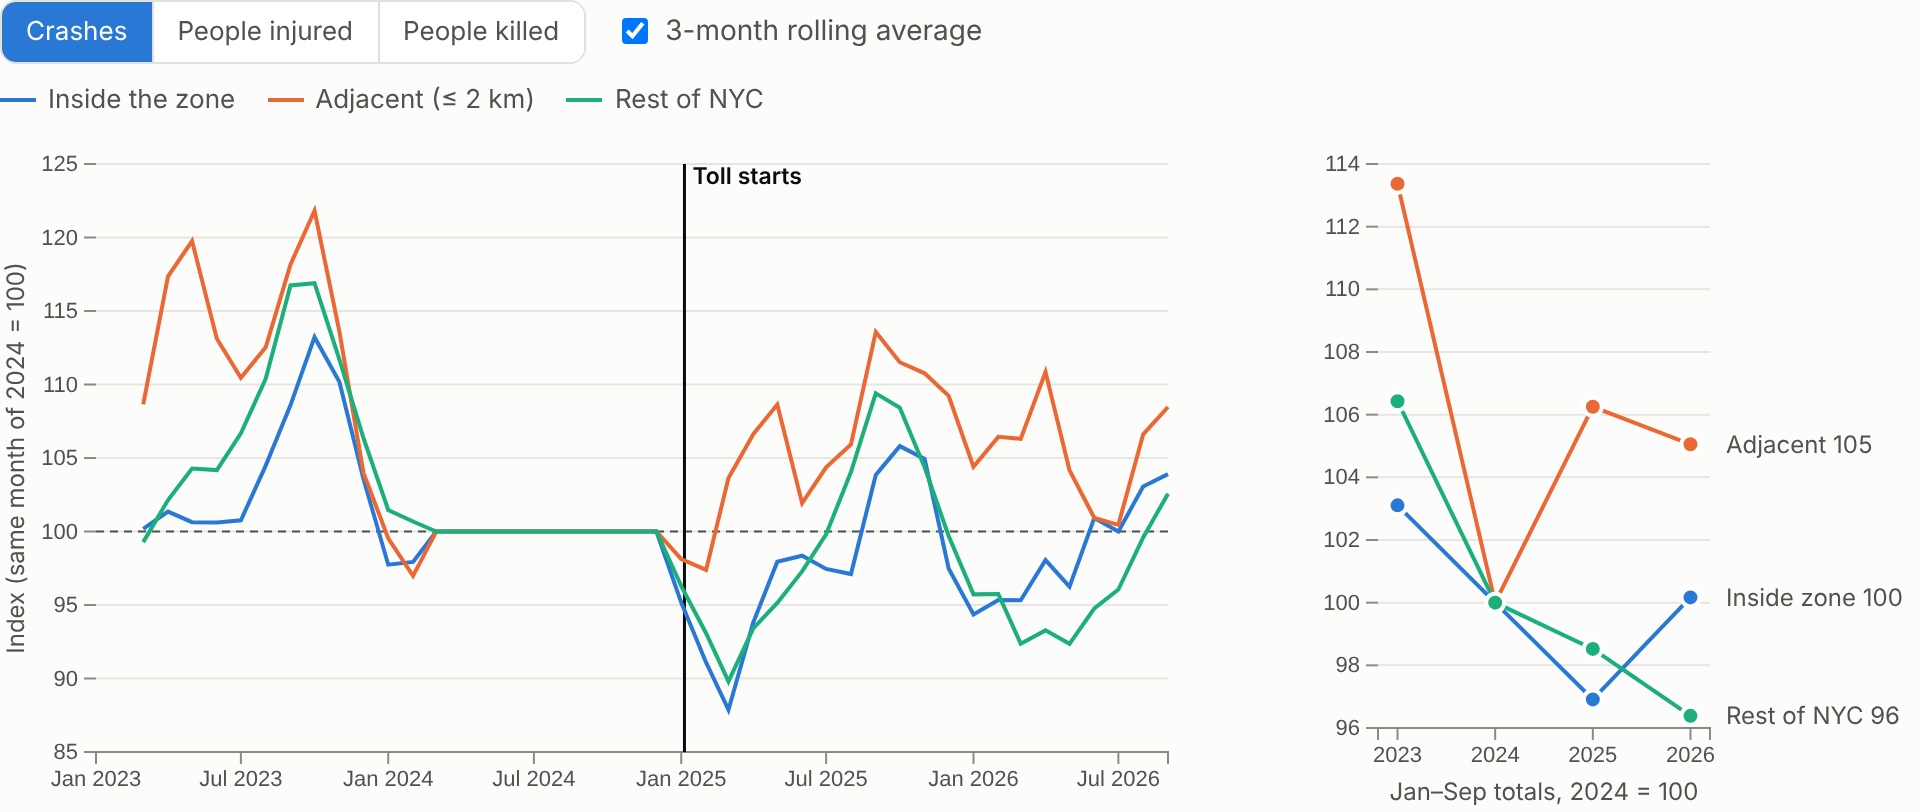 Crashes People injured People killed 3-month rolling average
Inside the zone Adjacent (≤ 2 km) Rest of NYC
Index (same month of 2024 = 100)
125
120
115
110
105
100
95
90
85
Toll starts
Jan 2023 Jul 2023 Jan 2024 Jul 2024 Jan 2025 Jul 2025 Jan 2026 Jul 2026
114
112
110
108
106
104
102
100
98
96
Adjacent 105
Inside zone 100
Rest of NYC 96
2023 2024 2025 2026
Jan–Sep totals, 2024 = 100